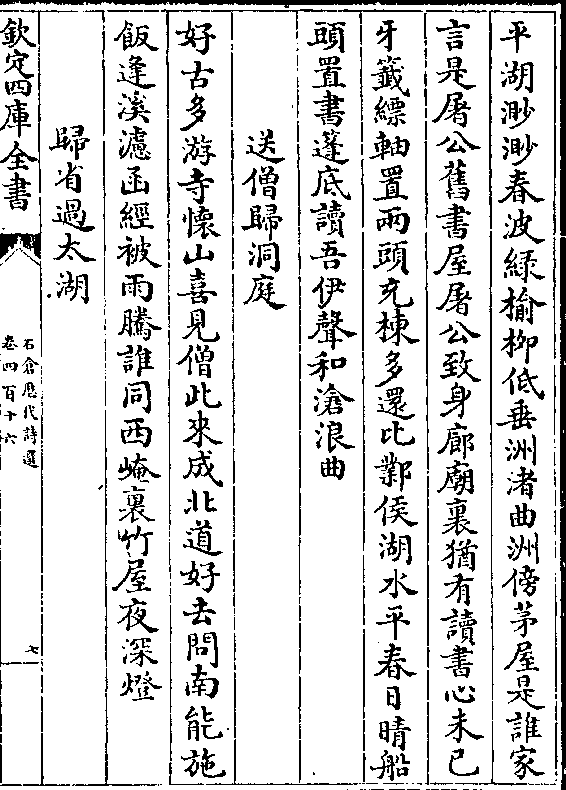 平湖渺渺春波緑榆柳低垂洲渚曲洲傍茅屋是誰家
言是屠公舊書屋屠公致身廊廟裏猶有讀書心未已
牙籤縹軸置兩頭充棟多還比鄴侯湖水平春日晴船
頭置書蓬底讀吾伊聲和滄浪曲
送僧歸洞庭
好古多游寺懷山喜見僧此來成北道好去問南能施
飯逢溪濾函經被雨騰誰同西崦裏竹屋夜深燈
歸省過太湖
欽定四庫全書
石倉歷代詩選
卷四百十六
七